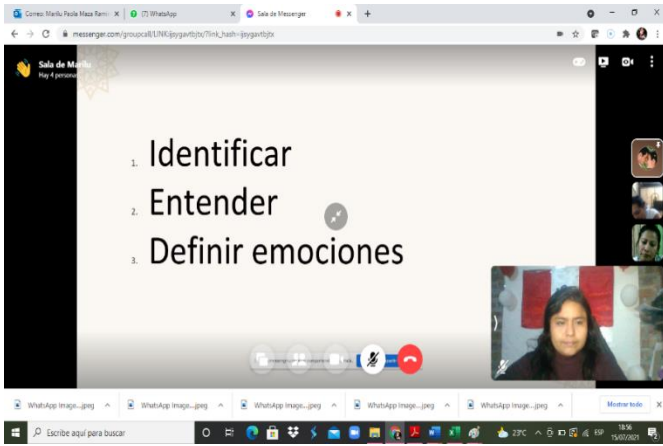 Correo: Marilu Paola Maza Ramir
(7) WhatsApp
Sala de Messenger
messenger.com/groupcall/LINK:ijsygavtbjtx/?link_hash=ijsygavtbjtx
Sala de Marilu
Hay 4 personas
1. Identificar
2. Entender
3. Definir emociones
WhatsApp Image....jpeg
WhatsApp Image....jpeg
WhatsApp Image....jpeg
WhatsApp Image....jpeg
WhatsApp Image....jpeg
Mostrar todo
Escribe aquí para buscar
23°C
ESP
18:56
15/07/2021